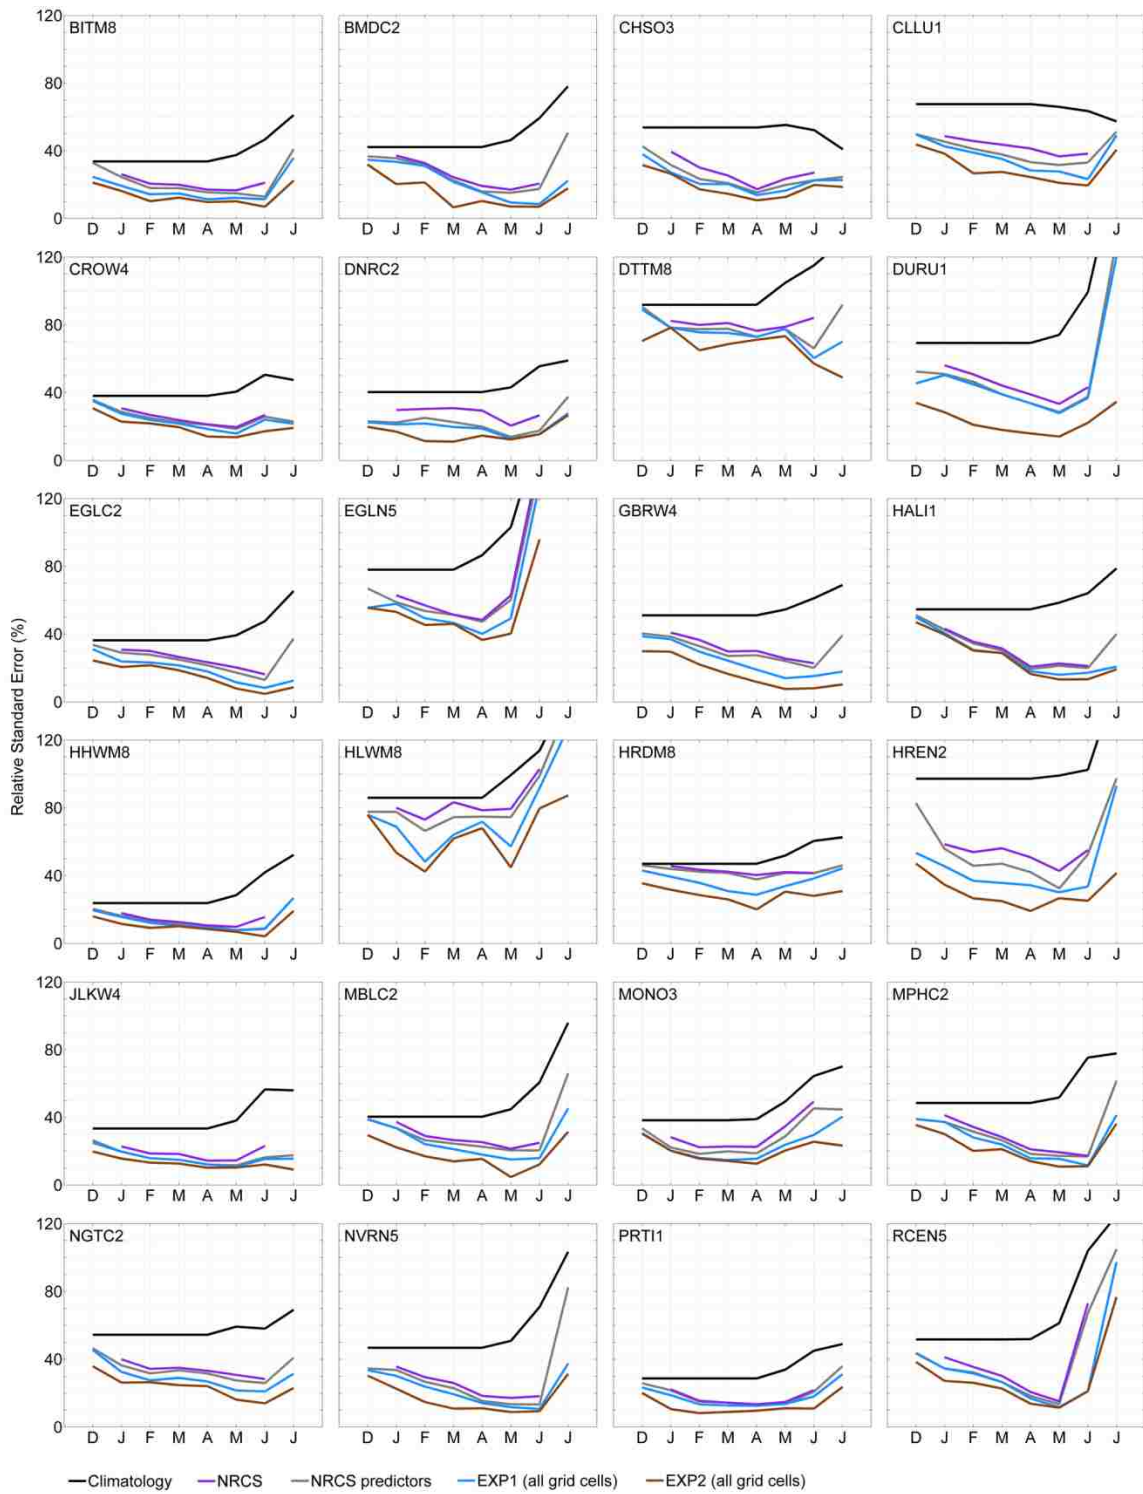 Relative Standard Error (%)
120
80
40
0
BITM8
BMDC2
CHSO3
CLLU1
D J F M A M J J
D J F M A M J J
D J F M A M J J
D J F M A M J J
120
80
40
0
CROW4
DNRC2
DTTM8
DURU1
D J F M A M J J
D J F M A M J J
D J F M A M J J
D J F M A M J J
120
80
40
0
EGLC2
EGLN5
GBRW4
HALI1
D J F M A M J J
D J F M A M J J
D J F M A M J J
D J F M A M J J
120
80
40
0
HHWM8
HLWM8
HRDM8
HREN2
D J F M A M J J
D J F M A M J J
D J F M A M J J
D J F M A M J J
120
80
40
0
JLKW4
MBLC2
MONO3
MPHC2
D J F M A M J J
D J F M A M J J
D J F M A M J J
D J F M A M J J
120
80
40
0
NGTC2
NVRN5
PRTI1
RCEN5
D J F M A M J J
D J F M A M J J
D J F M A M J J
D J F M A M J J
Climatology NRCS NRCS predictors EXP1 (all grid cells) EXP2 (all grid cells)